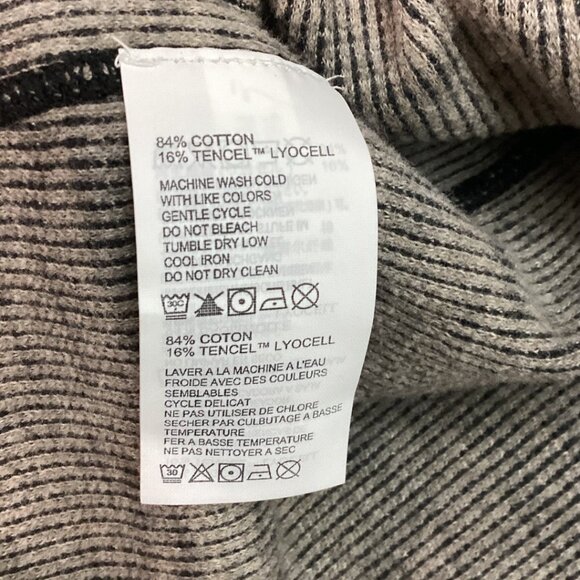 84% COTTON
16% TENCEL™ LYOCELL
MACHINE WASH COLD
WITH LIKE COLORS
GENTLE CYCLE
DO NOT BLEACH
TUMBLE DRY LOW
COOL IRON
DO NOT DRY CLEAN
30C
84% COTON
16% TENCEL™ LYOCELL
LAVER A LA MACHINE A L'EAU
FROIDE AVEC DES COULEURS
SEMBLABLES
CYCLE DELICAT
NE PAS UTILISER DE CHLORE
SECHER PAR CULBUTAGE A BASSE
TEMPERATURE
FER A BASSE TEMPERATURE
NE PAS NETTOYER A SEC
30